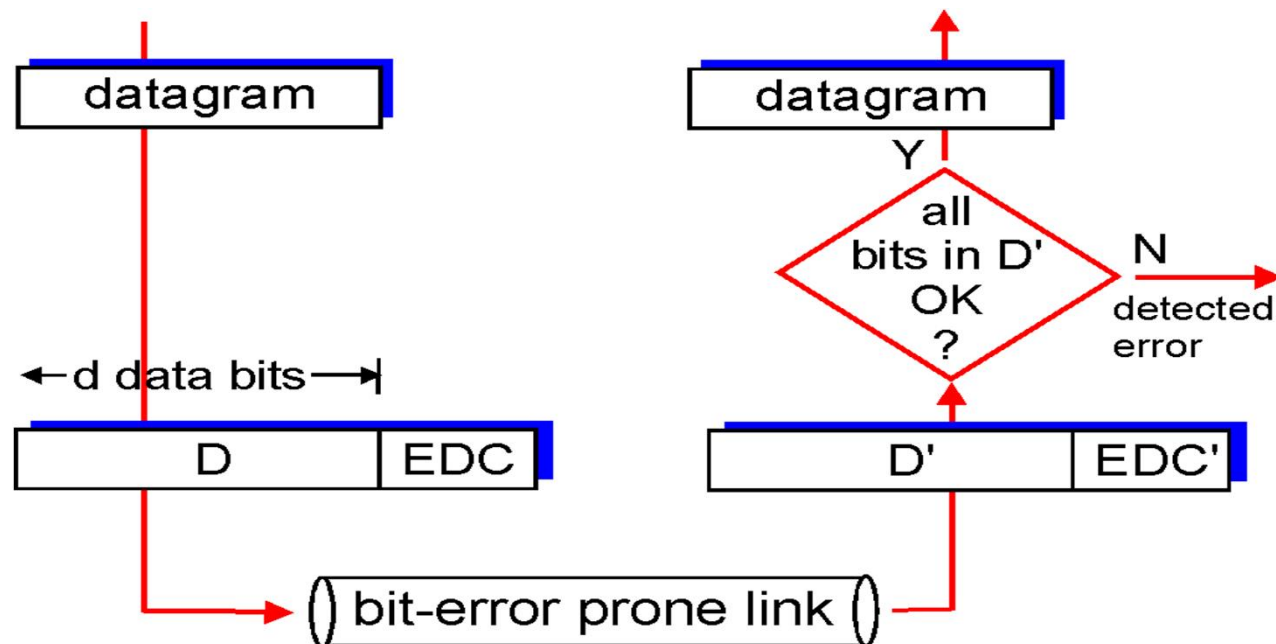 datagram
d data bits
D
EDC
bit-error prone link
datagram
Y
all
bits in D'
OK
?
N
detected
error
D'
EDC'